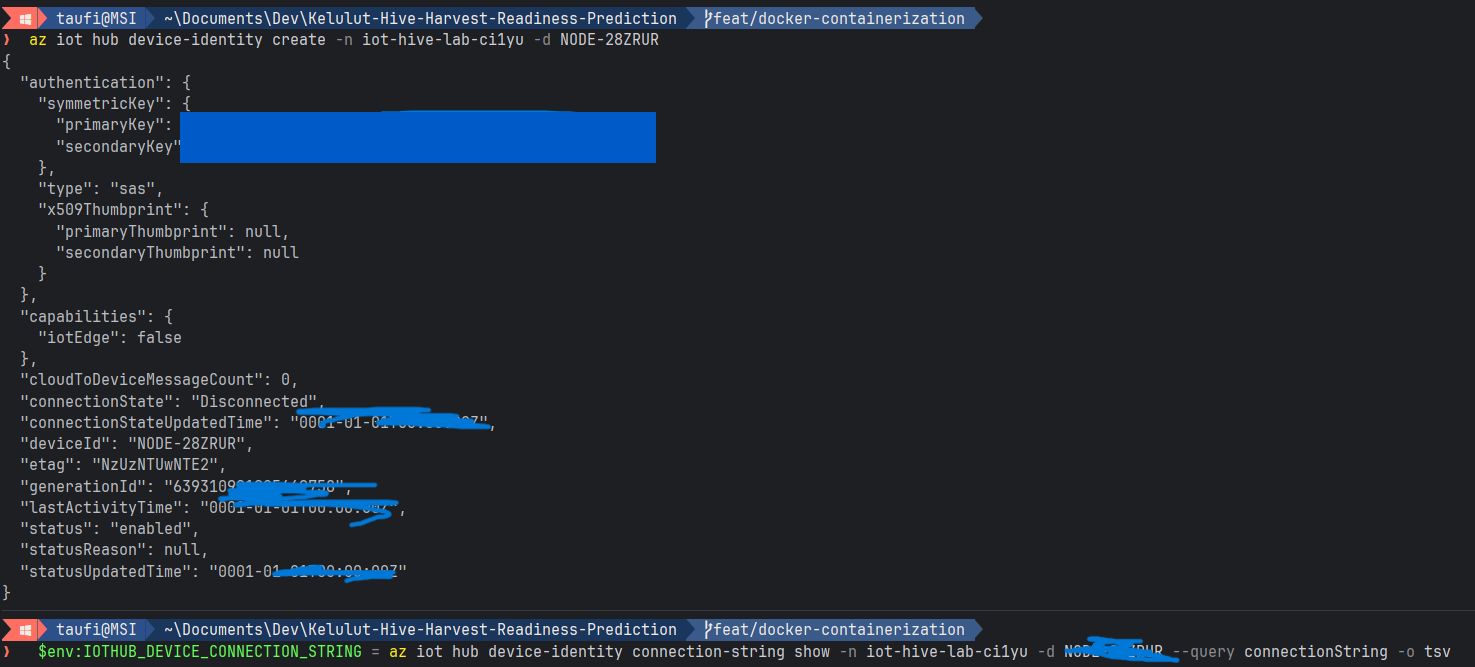 taufi@MSI ~\Documents\Dev\Kelulut-Hive-Harvest-Readiness-Prediction feat/docker-containerization
❯ az iot hub device-identity create -n iot-hive-lab-ci1yu -d NODE-28ZRUR
{
"authentication": {
"symmetricKey": {
"primaryKey":
"secondaryKey"
},
"type": "sas",
"x509Thumbprint": {
"primaryThumbprint": null,
"secondaryThumbprint": null
}
},
"capabilities": {
"iotEdge": false
},
"cloudToDeviceMessageCount": 0,
"connectionState": "Disconnected",
"connectionStateUpdatedTime":
"deviceId": "NODE-28ZRUR",
"etag": "NzUzNTUwNTE2",
"generationId":
"lastActivityTime":
"status": "enabled",
"statusReason": null,
"statusUpdatedTime":
}
taufi@MSI ~\Documents\Dev\Kelulut-Hive-Harvest-Readiness-Prediction feat/docker-containerization
❯ $env:IOTHUB_DEVICE_CONNECTION_STRING = az iot hub device-identity connection-string show -n iot-hive-lab-ci1yu -d --query connectionString -o tsv